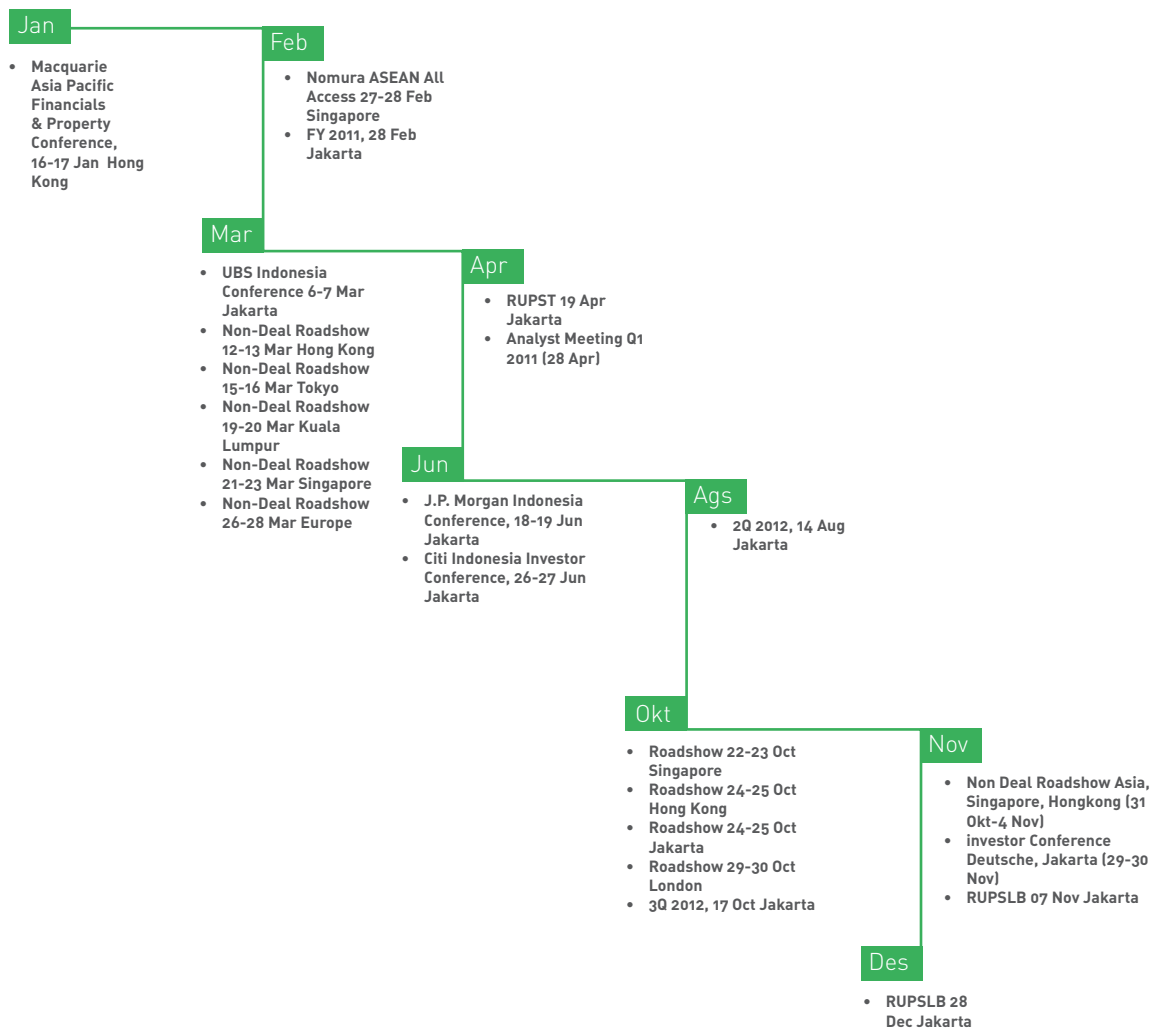 Jan
• Macquarie
Asia Pacific
Financials
& Property
Conference,
16-17 Jan Hong
Kong
Feb
• Nomura ASEAN All
Access 27-28 Feb
Singapore
• FY 2011, 28 Feb
Jakarta
Mar
• UBS Indonesia
Conference 6-7 Mar
Jakarta
• Non-Deal Roadshow
12-13 Mar Hong Kong
• Non-Deal Roadshow
15-16 Mar Tokyo
• Non-Deal Roadshow
19-20 Mar Kuala
Lumpur
• Non-Deal Roadshow
21-23 Mar Singapore
• Non-Deal Roadshow
26-28 Mar Europe
Apr
• RUPST 19 Apr
Jakarta
• Analyst Meeting Q1
2011 (28 Apr)
Jun
• J.P. Morgan Indonesia
Conference, 18-19 Jun
Jakarta
• Citi Indonesia Investor
Conference, 26-27 Jun
Jakarta
Ags
• 2Q 2012, 14 Aug
Jakarta
Okt
• Roadshow 22-23 Oct
Singapore
• Roadshow 24-25 Oct
Hong Kong
• Roadshow 24-25 Oct
Jakarta
• Roadshow 29-30 Oct
London
• 3Q 2012, 17 Oct Jakarta
Nov
• Non Deal Roadshow Asia,
Singapore, Hongkong (31
Okt-4 Nov)
• investor Conference
Deutsche, Jakarta (29-30
Nov)
• RUPSLB 07 Nov Jakarta
Des
• RUPSLB 28
Dec Jakarta